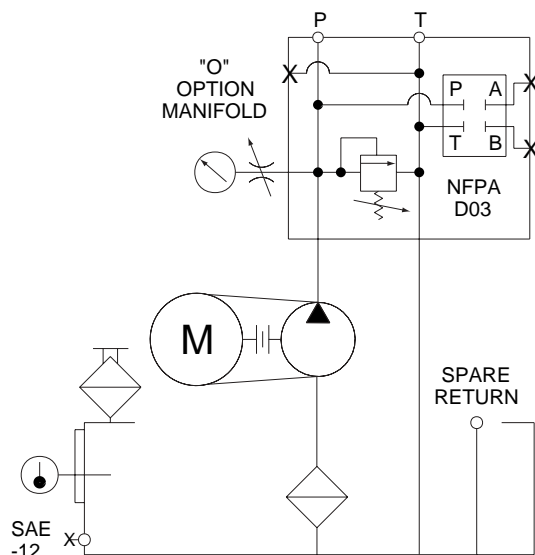 P T
"O"
OPTION
MANIFOLD
P A
T B
NFPA
D03
M
SPARE
RETURN
SAE
-12